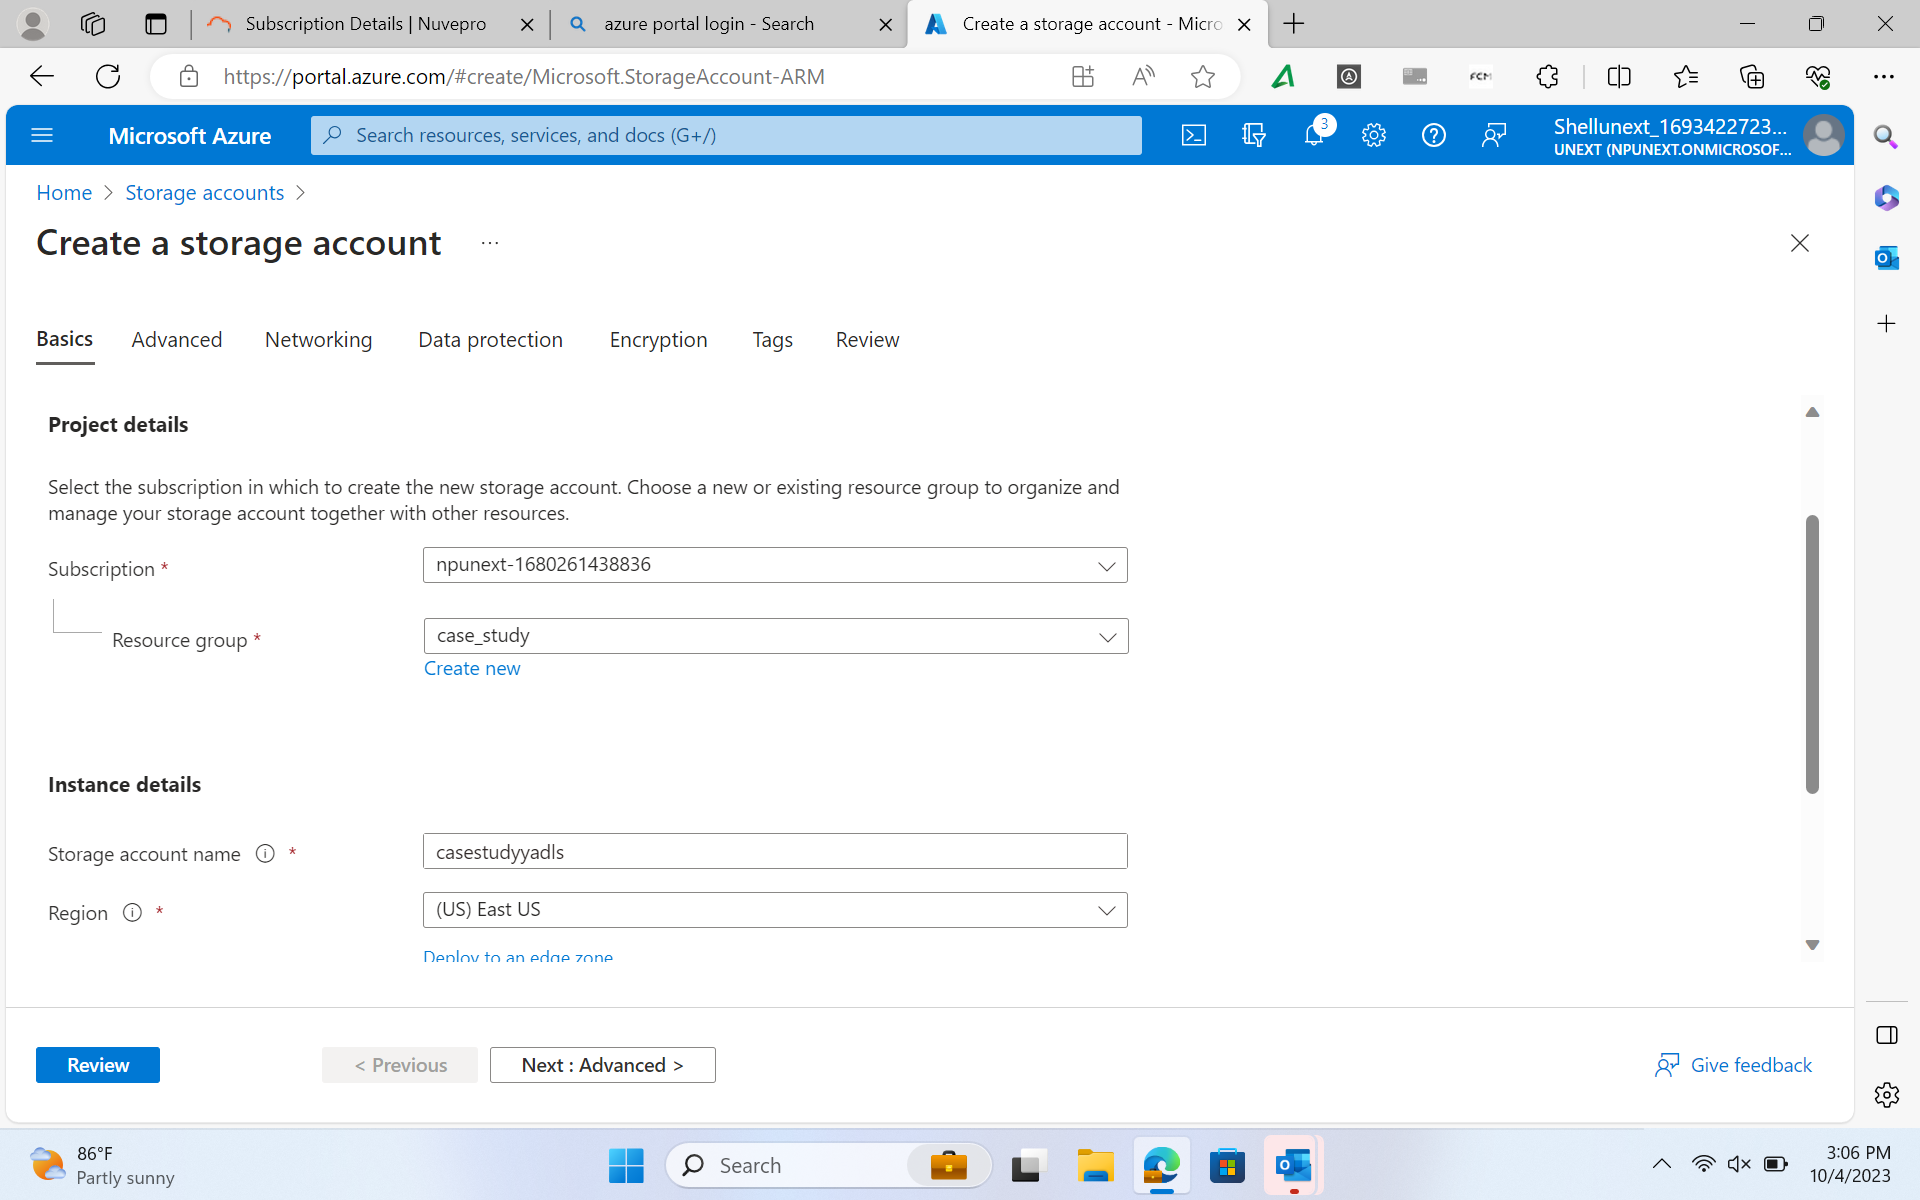 Subscription Details | Nuvepro
azure portal login - Search
Create a storage account - Micro
https://portal.azure.com/#create/Microsoft.StorageAccount-ARM
FCM
Microsoft Azure
Search resources, services, and docs (G+/)
3
Shellunext_1693422723...
UNEXT (NPUNEXT.ONMICROSOF...
Home > Storage accounts >
Create a storage account ...
Basics
Advanced
Networking
Data protection
Encryption
Tags
Review
Project details
Select the subscription in which to create the new storage account. Choose a new or existing resource group to organize and
manage your storage account together with other resources.
Subscription *
npunext-1680261438836
Resource group *
case_study
Create new
Instance details
Storage account name *
casestudyyadls
Region *
(US) East US
Deploy to an edge zone
Review
< Previous
Next : Advanced >
Give feedback
86°F
Partly sunny
Search
3:06 PM
10/4/2023